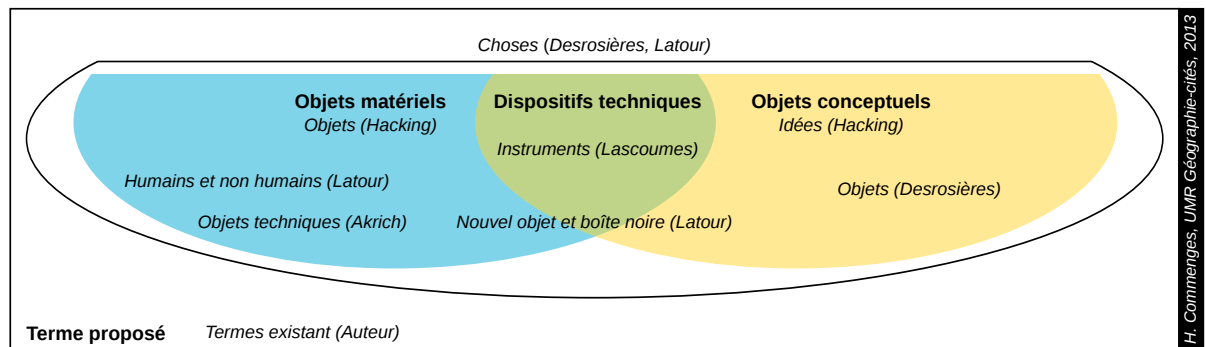 Choses (Desrosières, Latour)
Objets matériels
Objets (Hacking)
Dispositifs techniques
Instruments (Lascoumes)
Objets conceptuels
Idées (Hacking)
Humains et non humains (Latour)
Objets (Desrosières)
Objets techniques (Akrich)
Nouvel objet et boîte noire (Latour)
Terme proposé
Termes existant (Auteur)
H. Commenges, UMR Géographie-cités, 2013